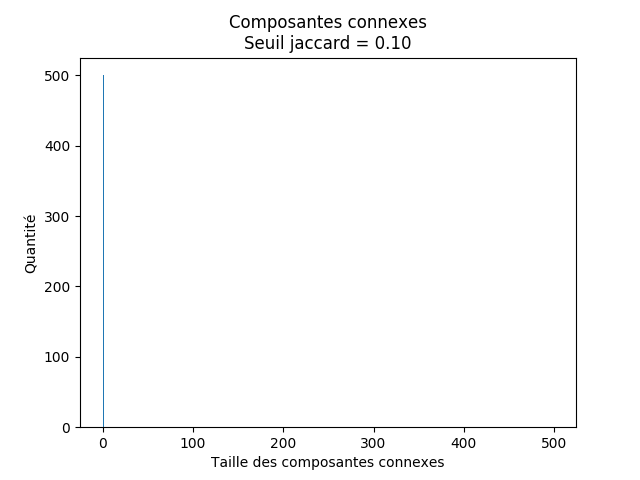 Composantes connexes
Seuil jaccard = 0.10
500
400
300
200
100
0
Quantité
0 100 200 300 400 500
Taille des composantes connexes